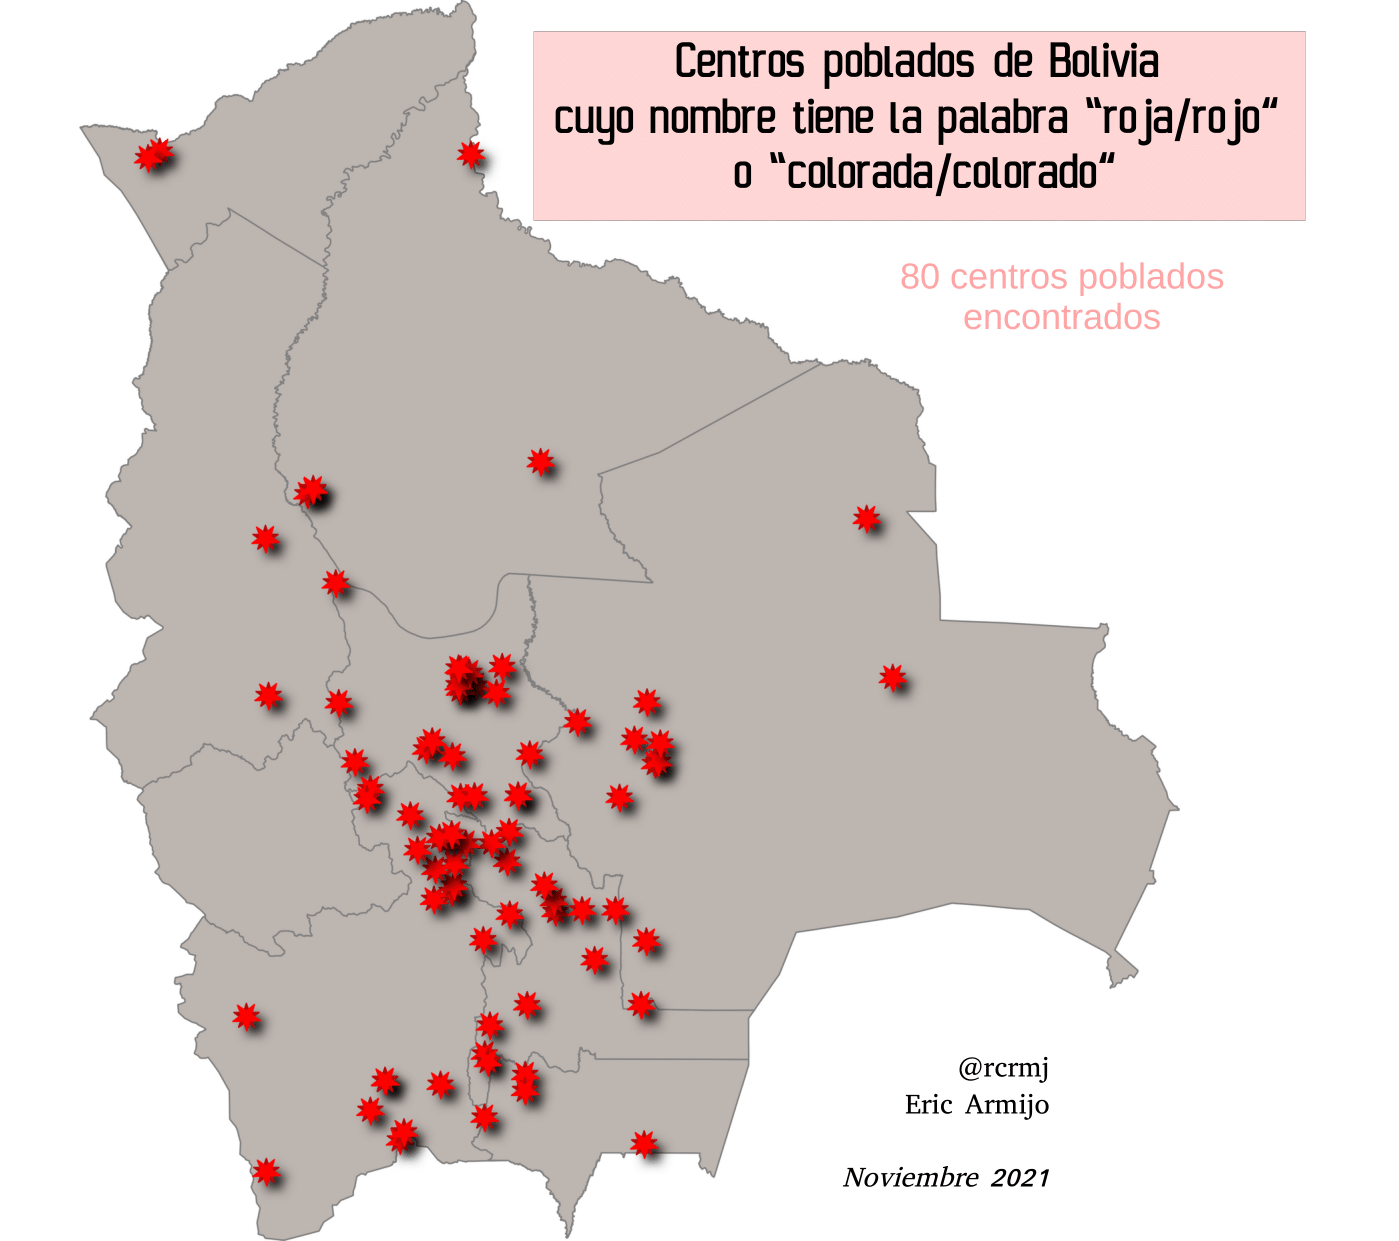 Centros poblados de Bolivia
cuyo nombre tiene la palabra “roja/rojo“
o “colorada/colorado“
80 centros poblados
encontrados
@rcrmj
Eric Armijo
Noviembre 2021